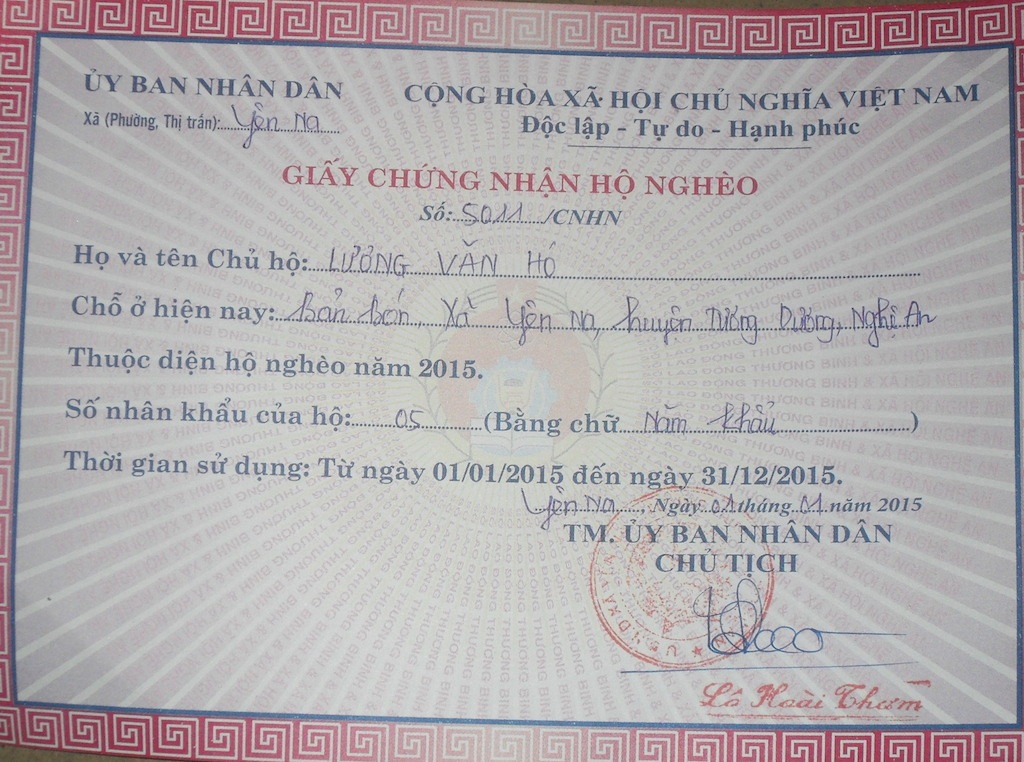 ỦY BAN NHÂN DÂN
Xã (Phường, Thị trấn): Yên Na
CỘNG HÒA XÃ HỘI CHỦ NGHĨA VIỆT NAM
Độc lập - Tự do - Hạnh phúc
GIẤY CHỨNG NHẬN HỘ NGHÈO
Số: 5011 /CNHN
Họ và tên Chủ hộ: LƯƠNG VĂN HÓ
Chỗ ở hiện nay: Bản bón, Xã Yên Na, huyện Tương Dương, Nghệ An
Thuộc diện hộ nghèo năm 2015.
Số nhân khẩu của hộ: 05 (Bằng chữ Năm khẩu )
Thời gian sử dụng: Từ ngày 01/01/2015 đến ngày 31/12/2015.
Yên Na, Ngày 01 tháng 01 năm 2015
TM. ỦY BAN NHÂN DÂN
CHỦ TỊCH
Lô Hoài Thơm